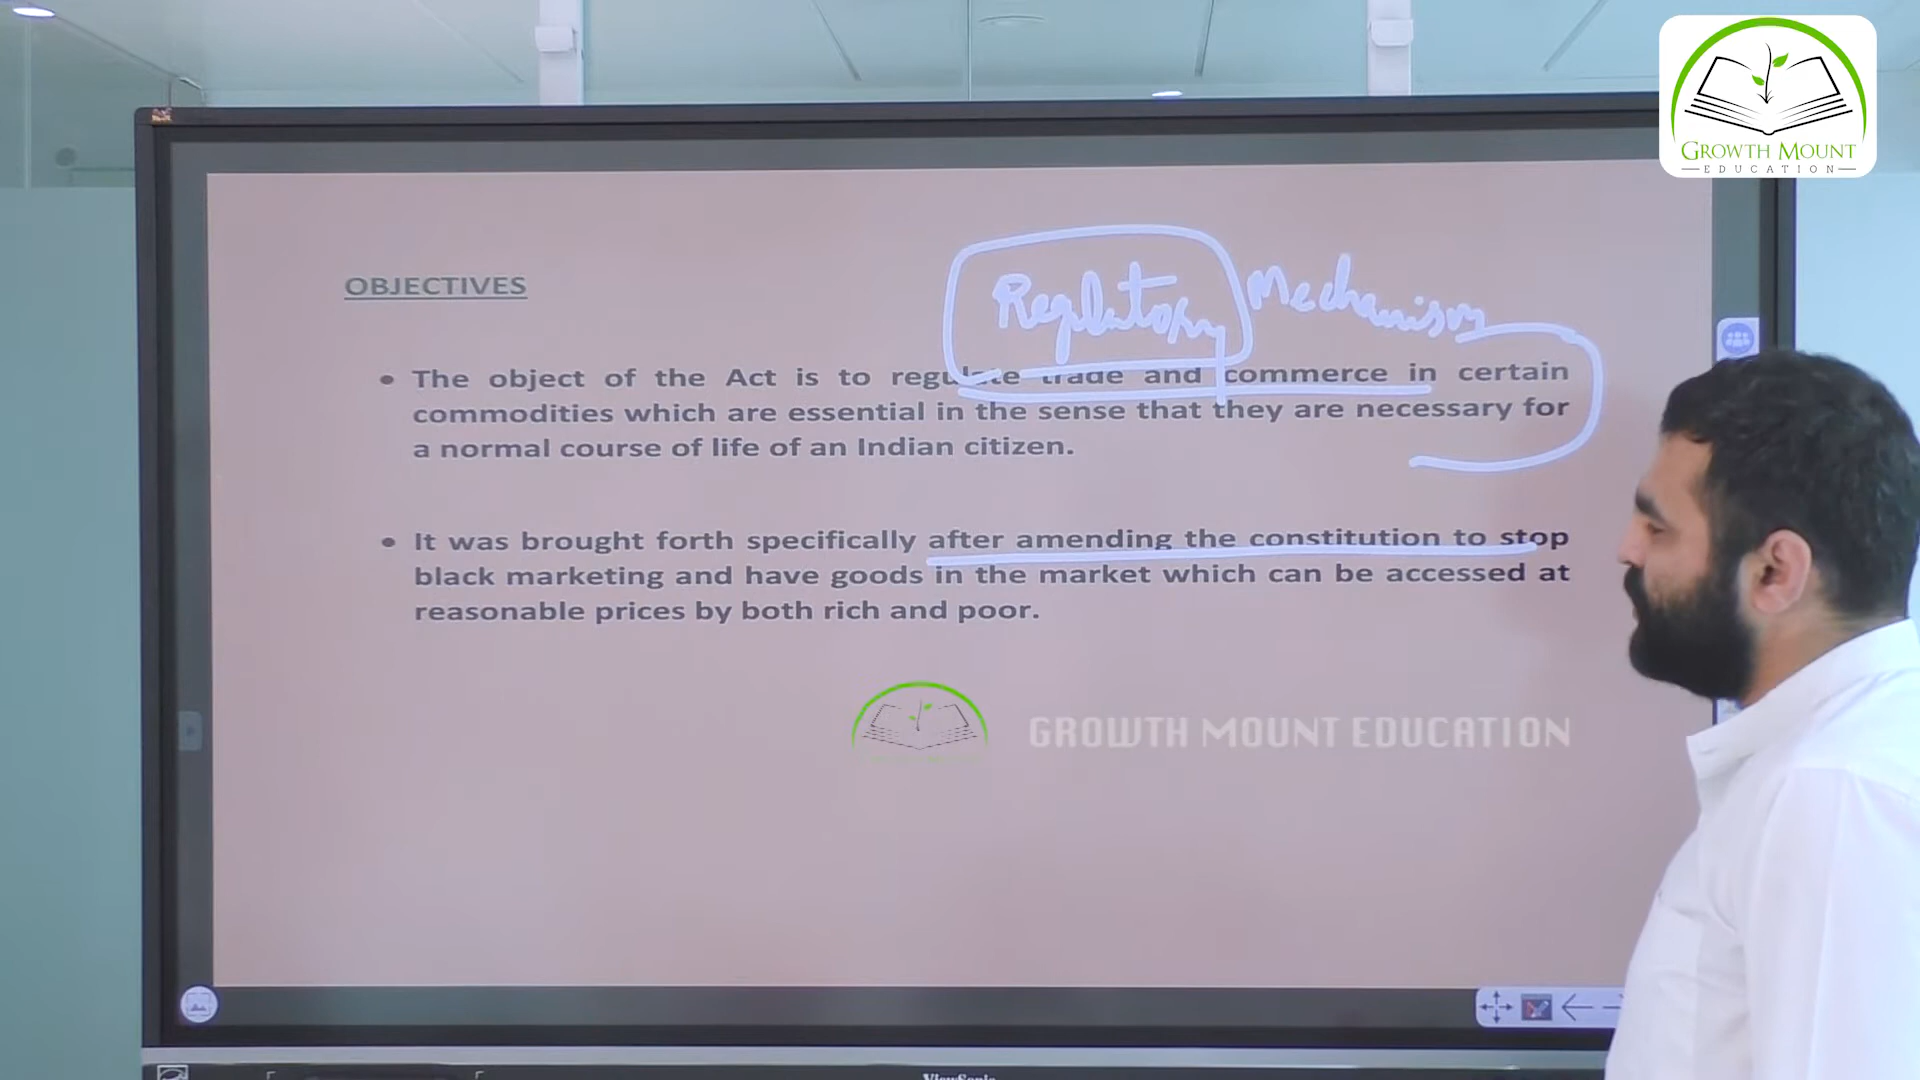 GROWTH MOUNT
EDUCATION
OBJECTIVES
Regulatory Mechanism
• The object of the Act is to regulate trade and commerce in certain
commodities which are essential in the sense that they are necessary for
a normal course of life of an Indian citizen.
• It was brought forth specifically after amending the constitution to stop
black marketing and have goods in the market which can be accessed at
reasonable prices by both rich and poor.
GROWTH MOUNT EDUCATION
ViewSonic